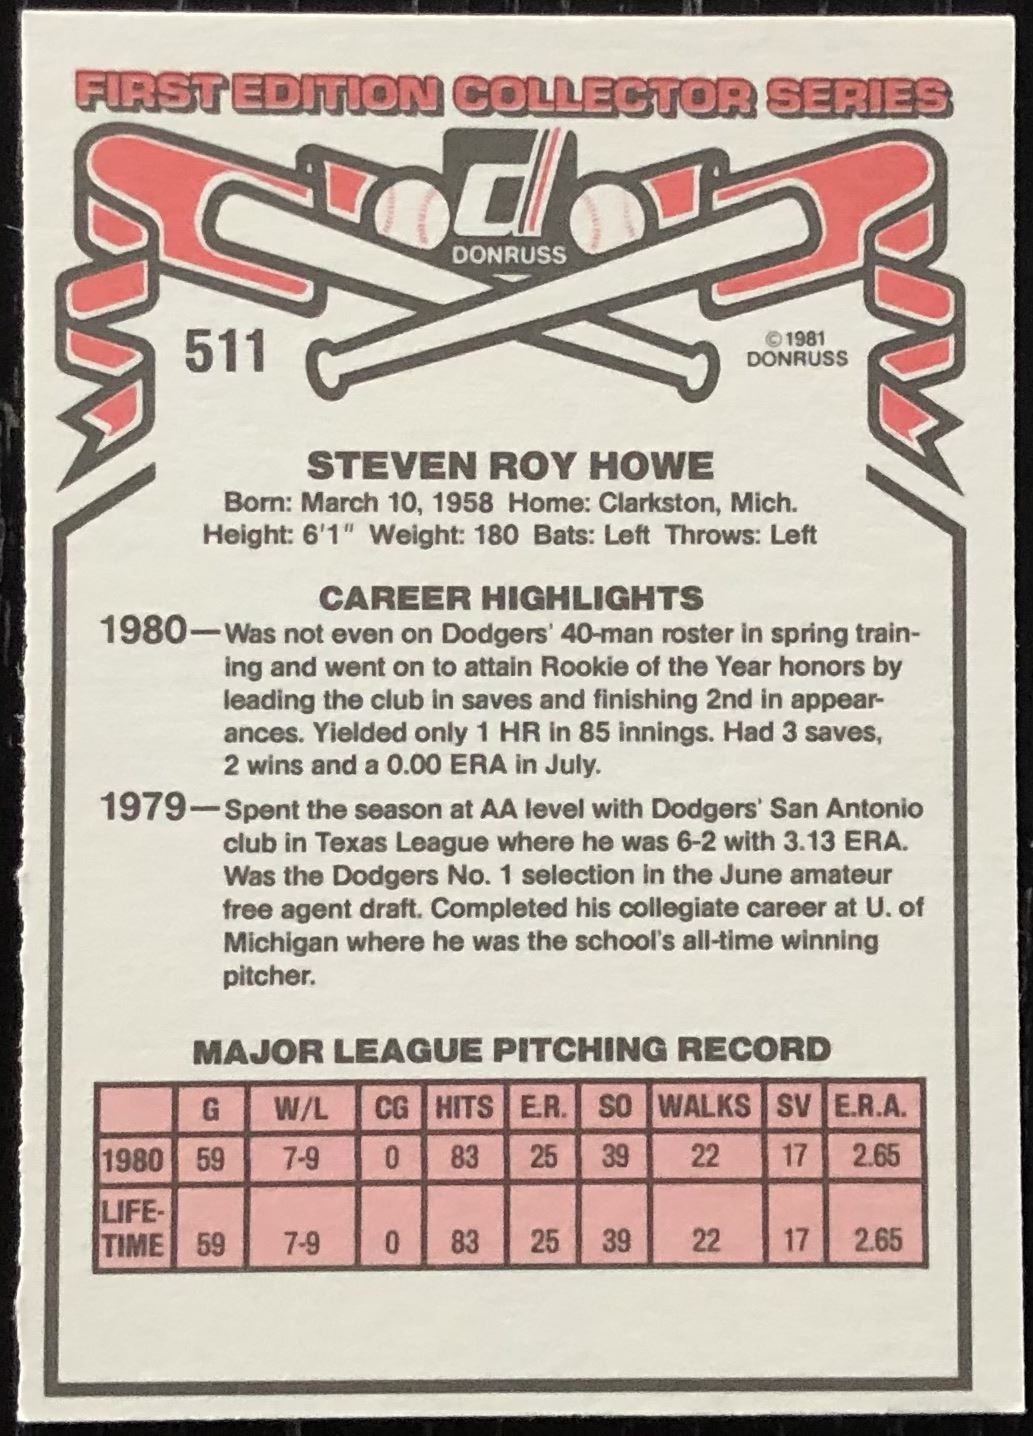 FIRST EDITION COLLECTOR SERIES
d
DONRUSS
511
©1981
DONRUSS
STEVEN ROY HOWE
Born: March 10, 1958 Home: Clarkston, Mich.
Height: 6'1" Weight: 180 Bats: Left Throws: Left
CAREER HIGHLIGHTS
1980—Was not even on Dodgers' 40-man roster in spring train-
ing and went on to attain Rookie of the Year honors by
leading the club in saves and finishing 2nd in appear-
ances. Yielded only 1 HR in 85 innings. Had 3 saves,
2 wins and a 0.00 ERA in July.
1979—Spent the season at AA level with Dodgers' San Antonio
club in Texas League where he was 6-2 with 3.13 ERA.
Was the Dodgers No. 1 selection in the June amateur
free agent draft. Completed his collegiate career at U. of
Michigan where he was the school's all-time winning
pitcher.
MAJOR LEAGUE PITCHING RECORD
G W/L CG HITS E.R. SO WALKS SV E.R.A.
1980 59 7-9 0 83 25 39 22 17 2.65
LIFE-
TIME 59 7-9 0 83 25 39 22 17 2.65